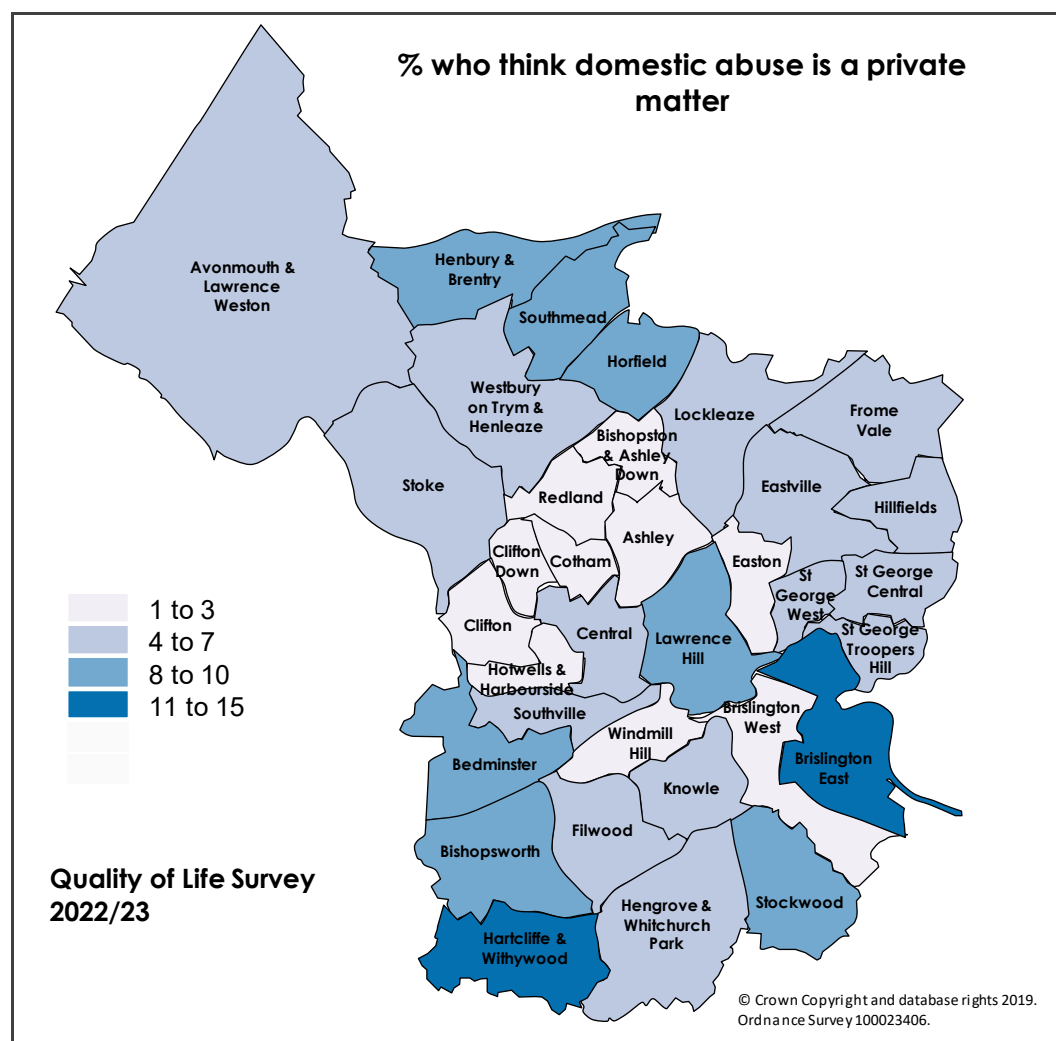 % who think domestic abuse is a private
matter
Avonmouth &
Lawrence
Weston
Henbury &
Brentry
Southmead
Horfield
Westbury
on Trym &
Henleaze
Lockleaze
Frome
Vale
Bishopston
& Ashley
Down
Stoke
Redland
Eastville
Hillfields
Ashley
Clifton
Down
Cotham
Easton
St
George
West
St George
Central
1 to 3
4 to 7
8 to 10
11 to 15
Clifton
Central
Lawrence
Hill
St George
Troopers
Hill
Hotwells &
Harbourside
Southville
Brislington
West
Windmill
Hill
Bedminster
Brislington
East
Knowle
Filwood
Bishopsworth
Quality of Life Survey
2022/23
Stockwood
Hengrove &
Whitchurch
Park
Hartcliffe &
Withywood
© Crown Copyright and database rights 2019.
Ordnance Survey 100023406.